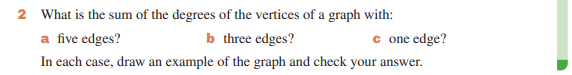 2 What is the sum of the degrees of the vertices of a graph with:
a five edges? b three edges? c one edge?
In each case, draw an example of the graph and check your answer.